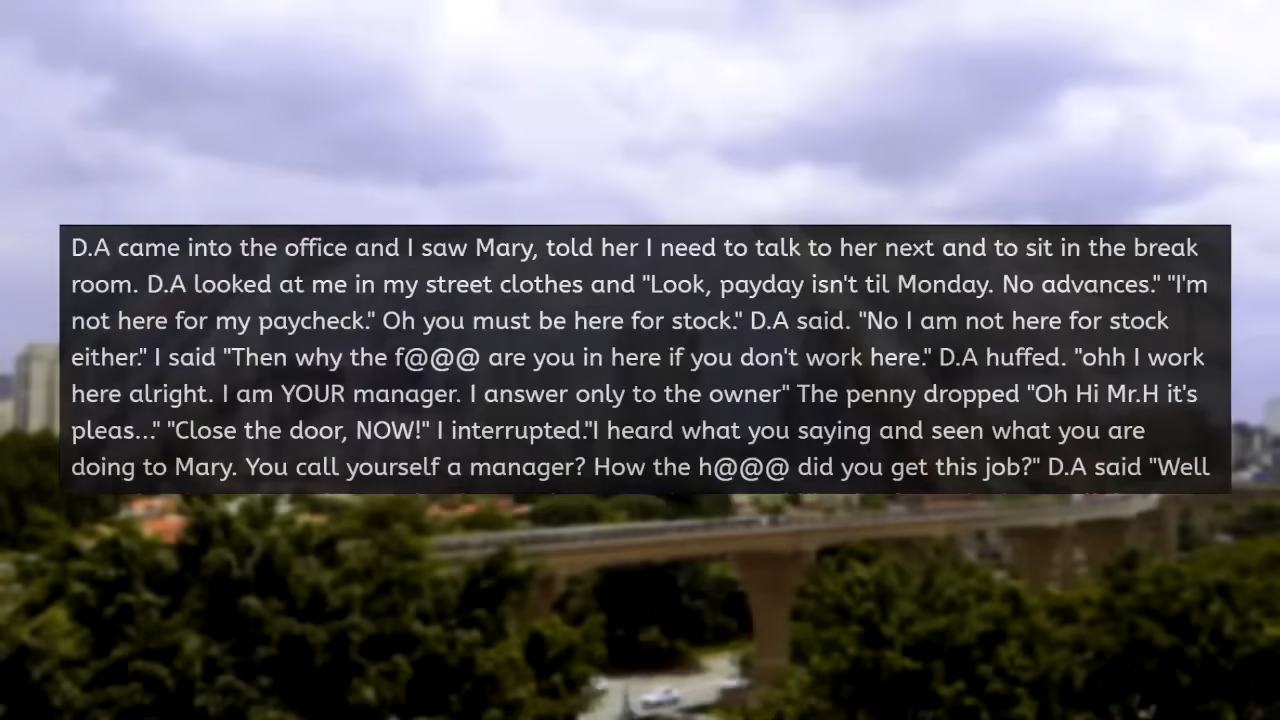 D.A came into the office and I saw Mary, told her I need to talk to her next and to sit in the break
room. D.A looked at me in my street clothes and "Look, payday isn't til Monday. No advances." "I'm
not here for my paycheck." Oh you must be here for stock." D.A said. "No I am not here for stock
either." I said "Then why the f@@@ are you in here if you don't work here." D.A huffed. "ohh I work
here alright. I am YOUR manager. I answer only to the owner" The penny dropped "Oh Hi Mr.H it's
pleas..." "Close the door, NOW!" I interrupted."I heard what you saying and seen what you are
doing to Mary. You call yourself a manager? How the h@@@ did you get this job?" D.A said "Well